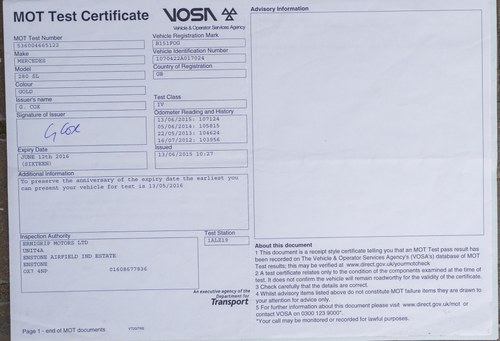 MOT Test Certificate
VOSA
Vehicle & Operator Services Agency
Advisory Information
MOT Test Number
536004665122
Vehicle Registration Mark
Make
MERCEDES
Vehicle Identification Number
Model
280 SL
Country of Registration
GB
Colour
GOLD
Issuer's name
G. COX
Test Class
IV
Signature of Issuer
G Cox
Odometer Reading and History
13/06/2015: 107124
05/06/2014: 105815
22/05/2013: 104624
16/07/2012: 103956
Expiry Date
JUNE 12th 2016
(SIXTEEN)
Issued
13/06/2015 10:27
Additional Information
To preserve the anniversary of the expiry date the earliest you
can present your vehicle for test is 13/05/2016
Inspection Authority
ENSIGRIP MOTORS LTD
UNIT4A
ENSTONE AIRFIELD IND ESTATE
ENSTONE
OX7 4NP 01608677836
Test Station
An executive agency of the
Department for
Transport
Page 1 - end of MOT documents
About this document
1 This document is a receipt style certificate telling you that an MOT Test pass result has
been recorded on The Vehicle & Operator Services Agency's (VOSA's) database of MOT
Test results; this may be verified at www.direct.gov.uk/yourmotcheck
2 A test certificate relates only to the condition of the components examined at the time of
test. It does not confirm the vehicle will remain roadworthy for the validity of the certificate.
3 Check carefully that the details are correct.
4 Whilst advisory items listed above do not constitute MOT failure items they are drawn to
your attention for advice only.
5 For further information about this document please visit www.direct.gov.uk/mot or
contact VOSA on 0300 123 9000*.
*Your call may be monitored or recorded for lawful purposes.